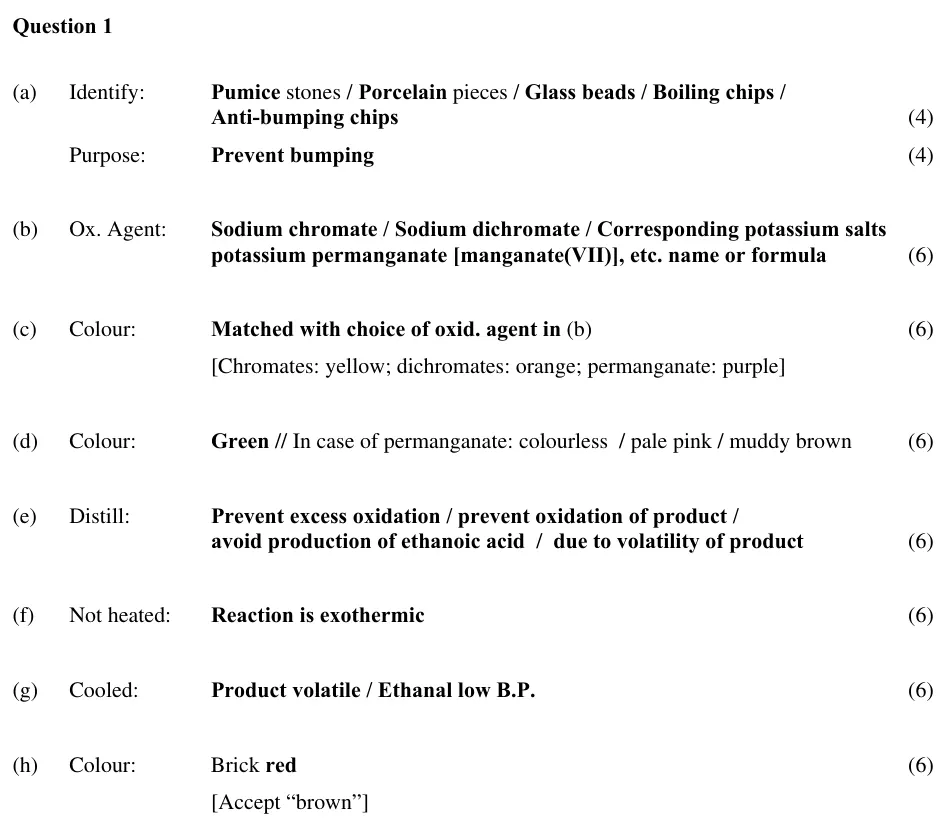 Question 1
(a) Identify: Pumice stones / Porcelain pieces / Glass beads / Boiling chips /
Anti-bumping chips (4)
Purpose: Prevent bumping (4)
(b) Ox. Agent: Sodium chromate / Sodium dichromate / Corresponding potassium salts
potassium permanganate [manganate(VII)], etc. name or formula (6)
(c) Colour: Matched with choice of oxid. agent in (b) (6)
[Chromates: yellow; dichromates: orange; permanganate: purple]
(d) Colour: Green // In case of permanganate: colourless / pale pink / muddy brown (6)
(e) Distill: Prevent excess oxidation / prevent oxidation of product /
avoid production of ethanoic acid / due to volatility of product (6)
(f) Not heated: Reaction is exothermic (6)
(g) Cooled: Product volatile / Ethanal low B.P. (6)
(h) Colour: Brick red (6)
[Accept “brown”]